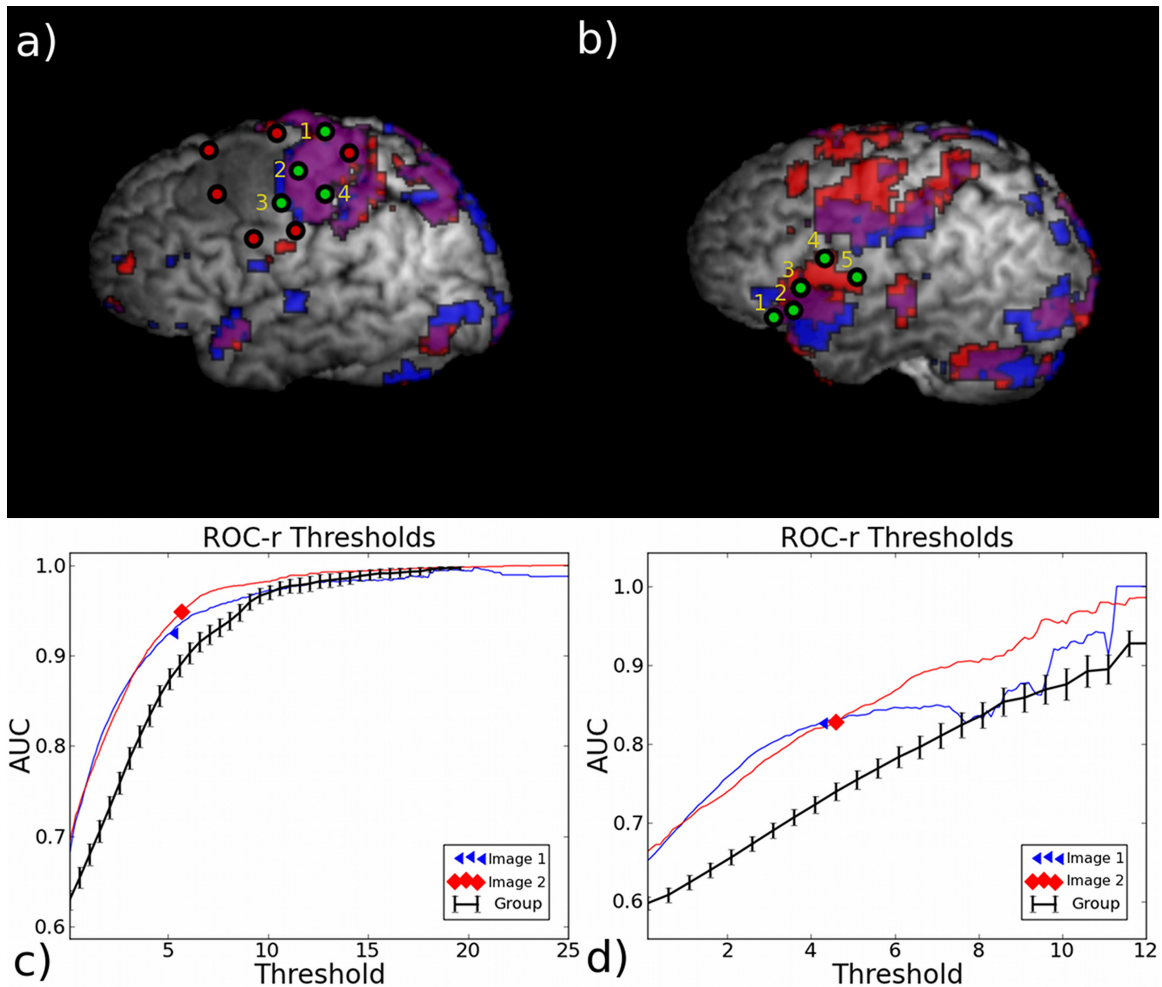 a)
b)
1
2
3
4
4
5
3
2
1
ROC-r Thresholds
ROC-r Thresholds
1.0
0.9
0.8
0.7
0.6
AUC
5
10
15
20
25
Threshold
Image 1
Image 2
Group
c)
1.0
0.9
0.8
0.7
0.6
AUC
2
4
6
8
10
12
Threshold
Image 1
Image 2
Group
d)